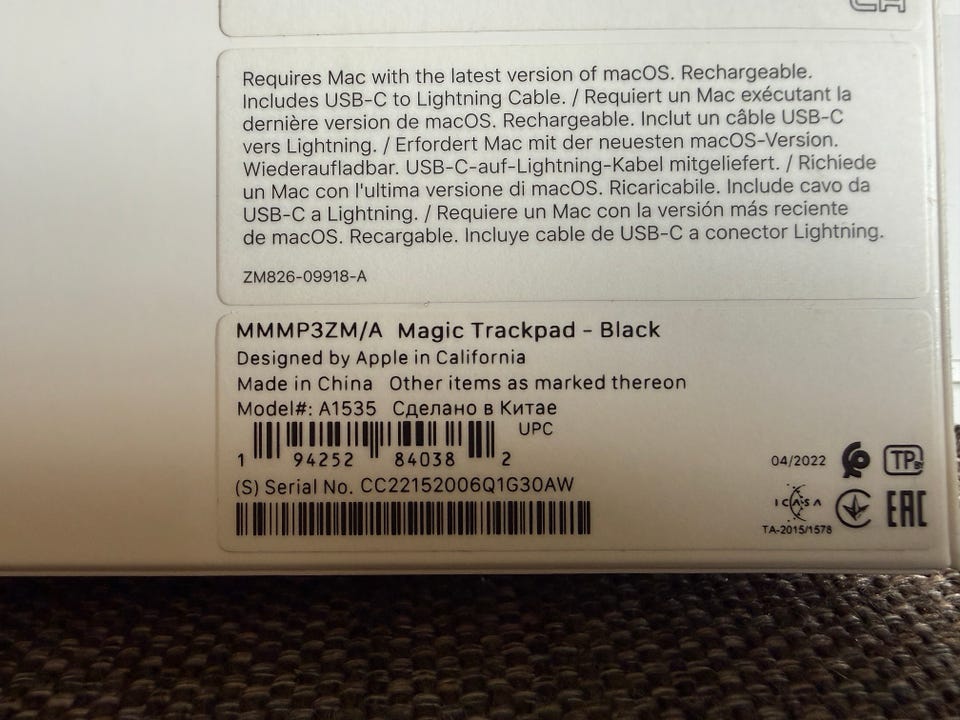 Requires Mac with the latest version of macOS. Rechargeable.
Includes USB-C to Lightning Cable. / Requiert un Mac exécutant la
dernière version de macOS. Rechargeable. Inclut un câble USB-C
vers Lightning. / Erfordert Mac mit der neuesten macOS-Version.
Wiederaufladbar. USB-C-auf-Lightning-Kabel mitgeliefert. / Richiede
un Mac con l'ultima versione di macOS. Ricaricabile. Include cavo da
USB-C a Lightning. / Requiere un Mac con la versión más reciente
de macOS. Recargable. Incluye cable de USB-C a conector Lightning.
ZM826-09918-A
MMMP3ZM/A Magic Trackpad - Black
Designed by Apple in California
Made in China Other items as marked thereon
Model#: A1535 Сделано в Китае
UPC
1 94252 84038 2
(S) Serial No. CC22152006Q1G30AW
04/2022
TP
ICASA
TA-2015/1578
EAC